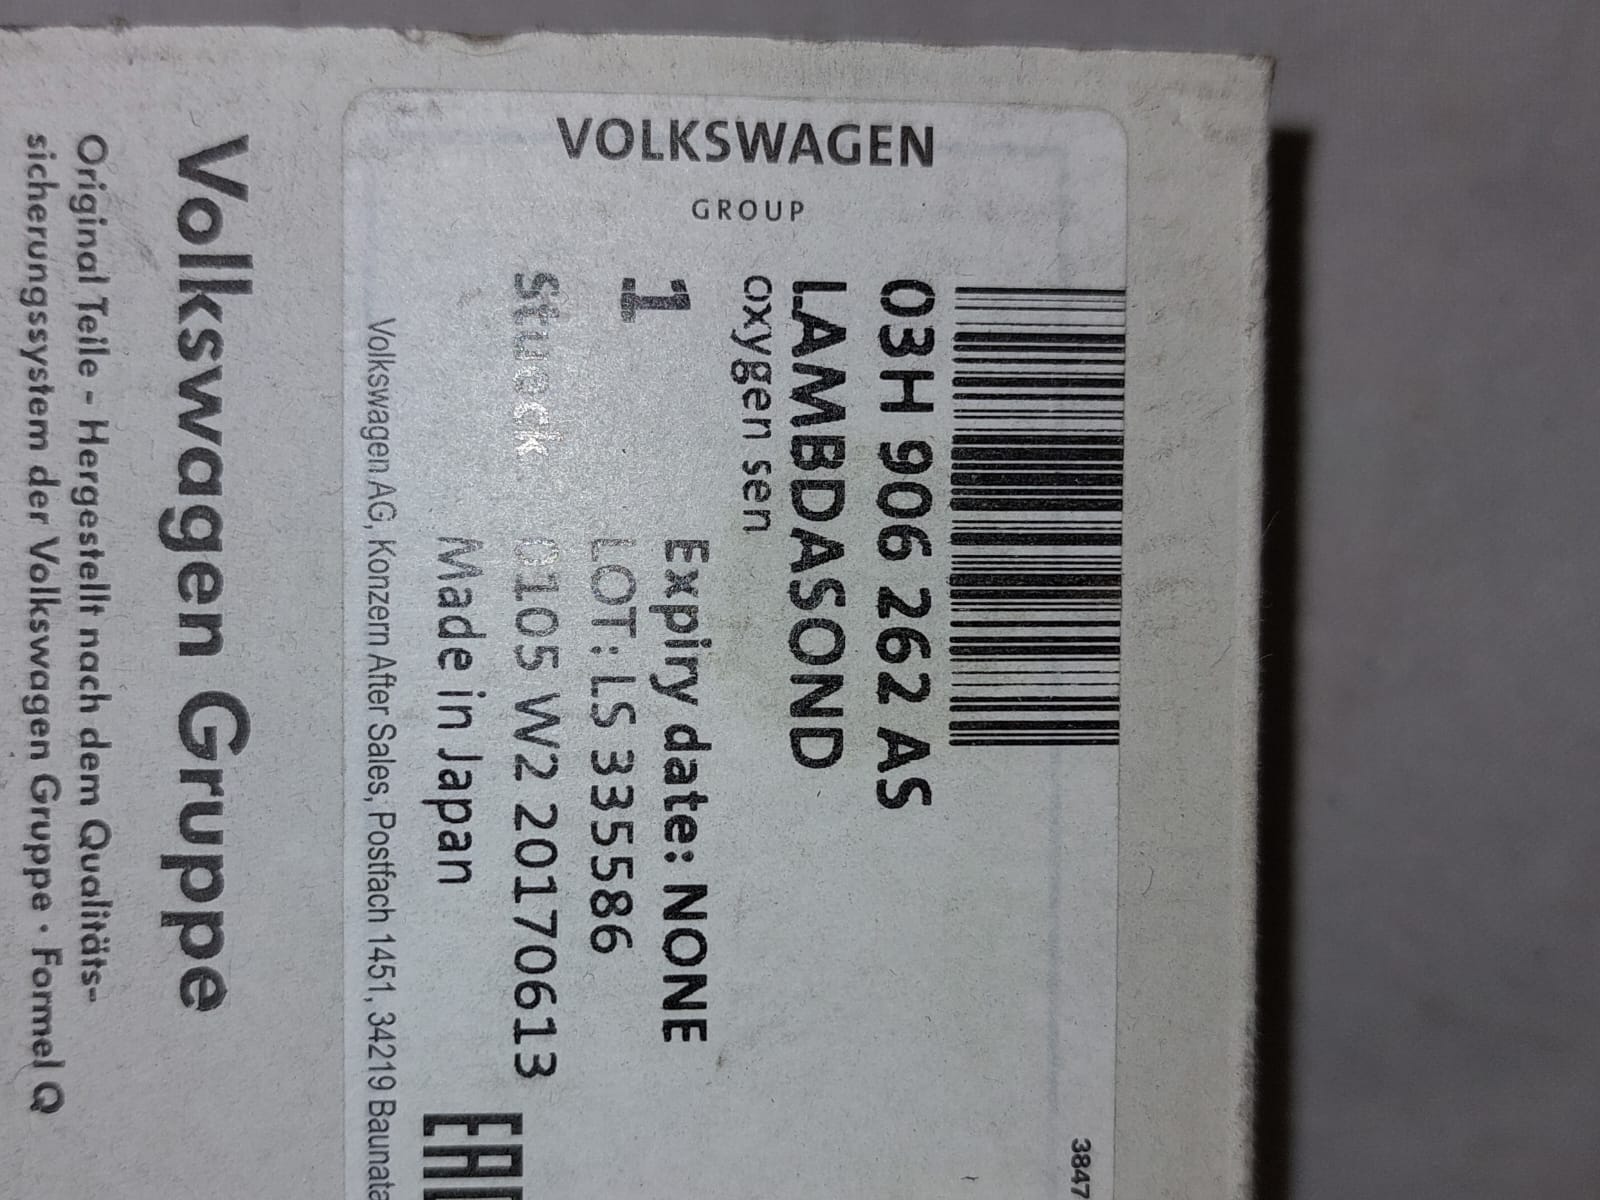 VOLKSWAGEN
GROUP
03H 906 262 AS
LAMBDASOND
oxygen sen
1
Expiry date: NONE
LOT: LS 335586
Stück 0105 W2 20170613
Made in Japan
Volkswagen AG, Konzern After Sales, Postfach 1451, 34219 Baunata
3847
EAC
Volkswagen Gruppe
Original Teile - Hergestellt nach dem Qualitäts-
sicherungssystem der Volkswagen Gruppe · Formel Q